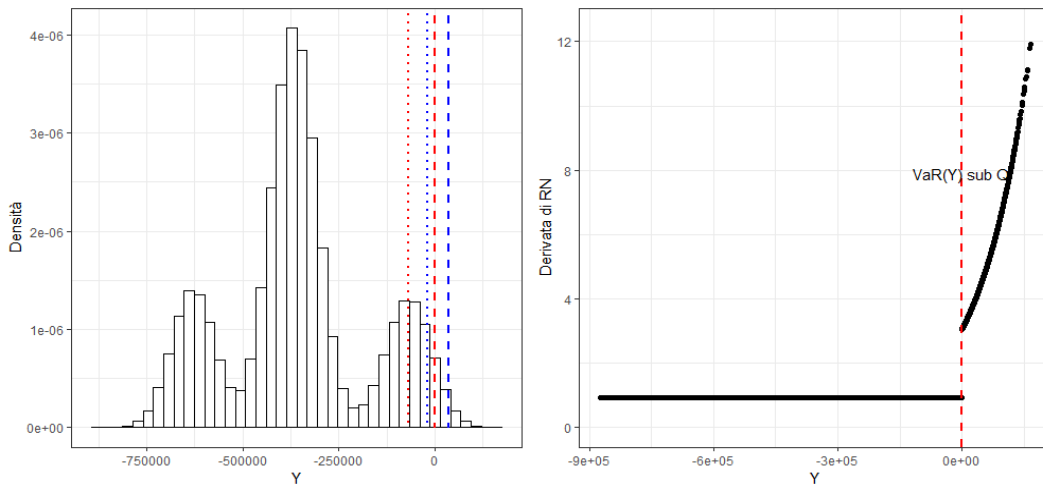 4e-06
3e-06
2e-06
1e-06
0e+00
Densità
-750000
-500000
-250000
0
Y
12
8
4
0
Derivata di RN
VaR(Y) sub Q
-9e+05
-6e+05
-3e+05
0e+00
Y